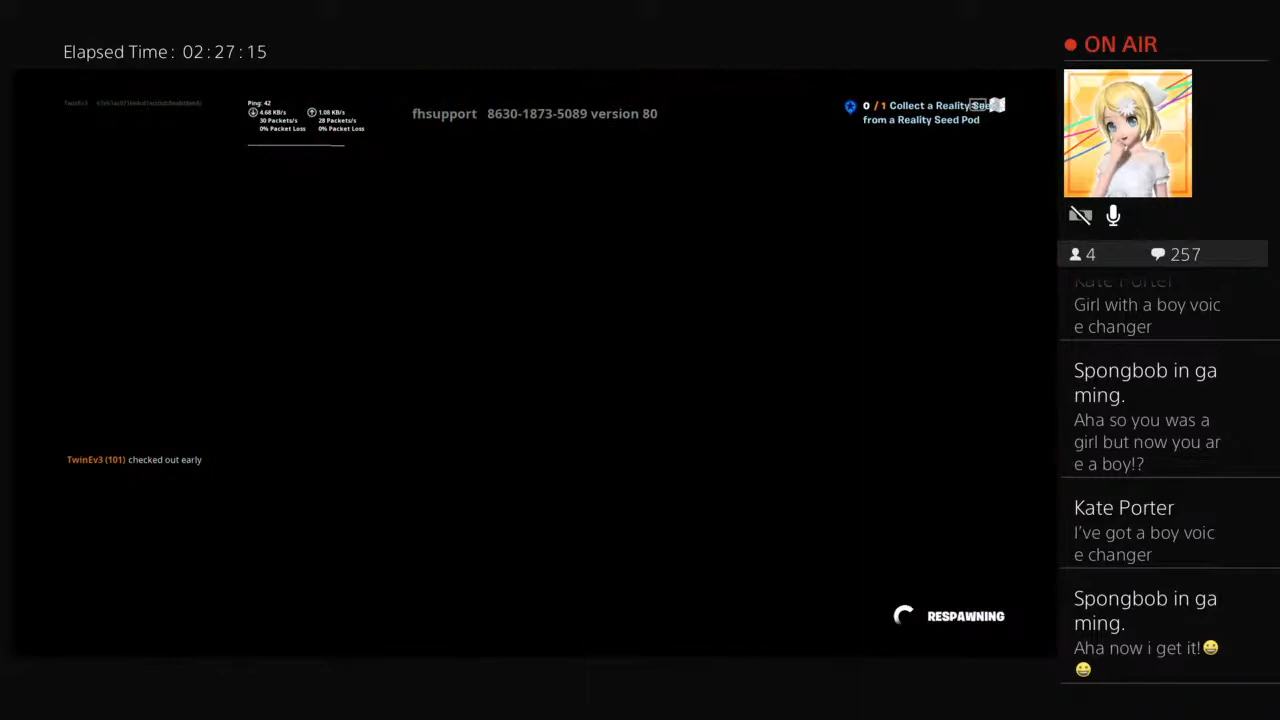 Elapsed Time: 02:27:15
ON AIR
TwinEv3
Ping: 42
4.68 KB/s 1.08 KB/s
30 Packets/s 28 Packets/s
0% Packet Loss 0% Packet Loss
fhsupport 8630-1873-5089 version 80
0 / 1 Collect a Reality Seed
from a Reality Seed Pod
4 257
Kate Porter
Girl with a boy voic
e changer
Spongbob in ga
ming.
Aha so you was a
girl but now you ar
e a boy!?
Kate Porter
I've got a boy voic
e changer
Spongbob in ga
ming.
Aha now i get it!😀
😀
TwinEv3 (101) checked out early
RESPAWNING